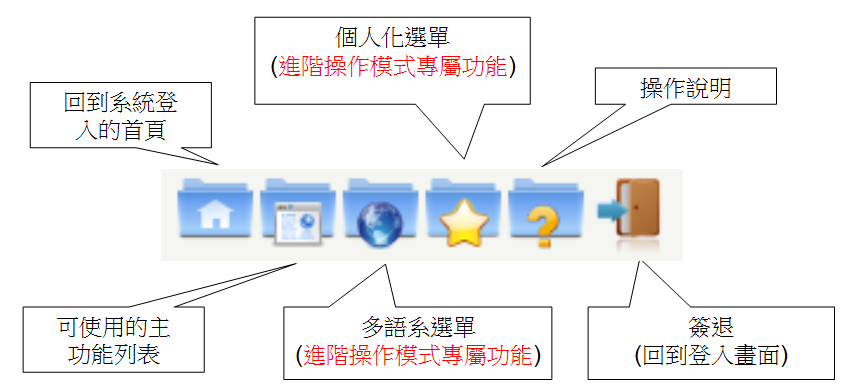 個人化選單
(進階操作模式專屬功能)
操作說明
回到系統登
入的首頁
可使用的主
功能列表
多語系選單
(進階操作模式專屬功能)
簽退
(回到登入畫面)